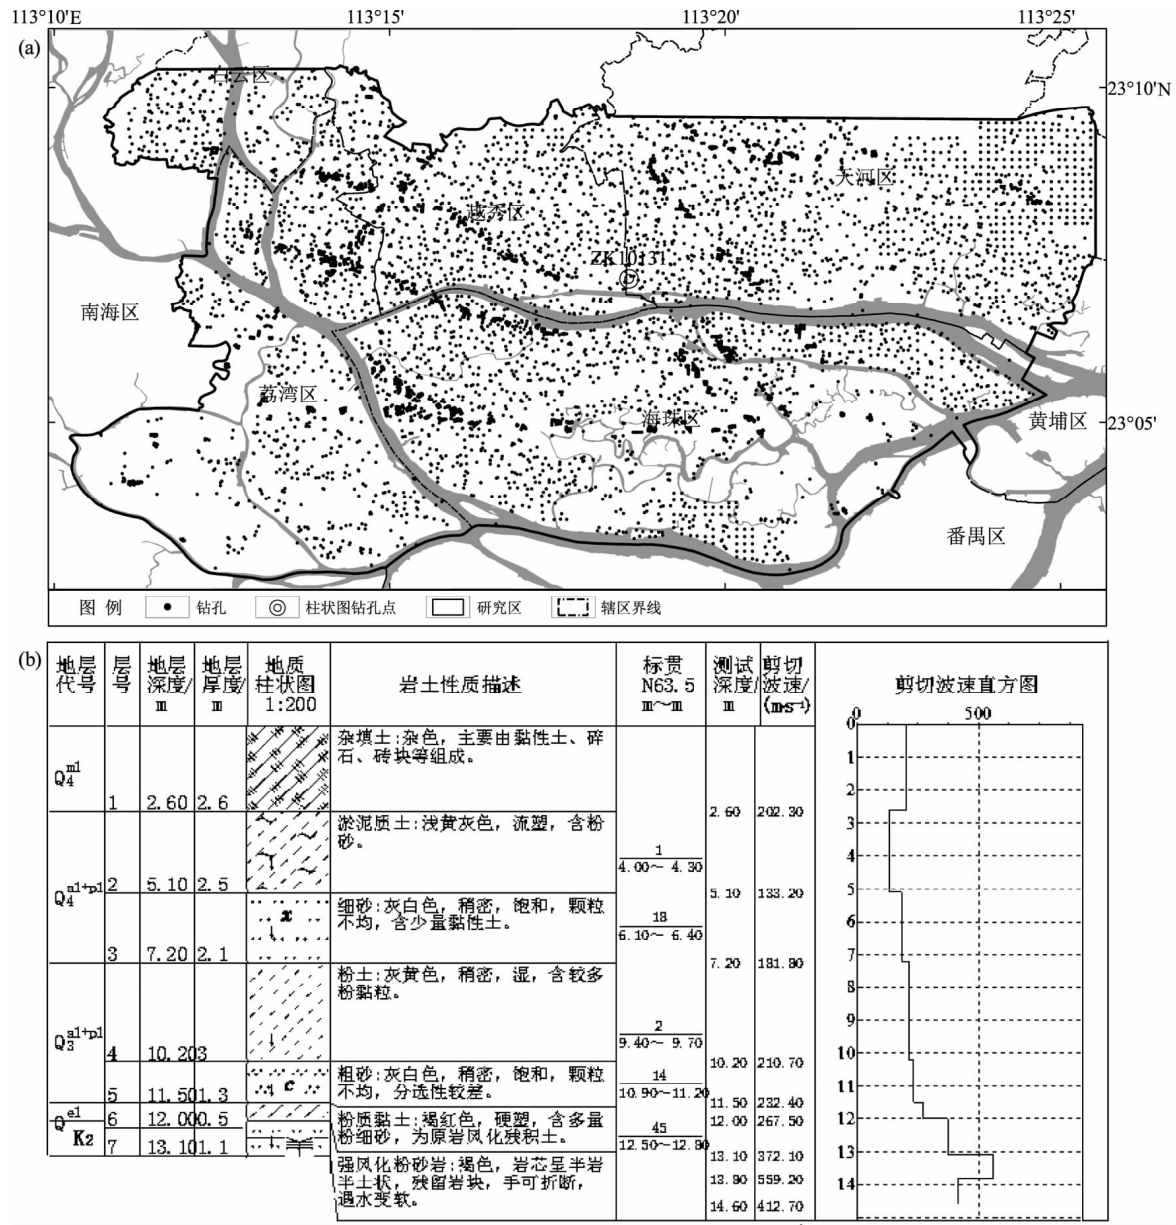 113°10'E 113°15' 113°20' 113°25'
(a)
白云区
23°10'N
天河区
越秀区
ZK10131
南海区
荔湾区
海珠区
黄埔区
23°05'
番禺区
图 例 钻孔 柱状图钻孔点 研究区 辖区界线
(b)
地层代号 层号 地层深度/m 地层厚度/m 地质柱状图 1:200 岩土性质描述 标贯 N63.5 m～m 测试深度/m 剪切波速/(m·s⁻¹) 剪切波速直方图
0 500
0
1
2
3
4
5
6
7
8
9
10
11
12
13
14
Q4 ml
1 2.60 2.6
杂填土:杂色，主要由黏性土、碎
石、砖块等组成。
2.60 202.30
Q4 al+pl
2 5.10 2.5
淤泥质土:浅黄灰色，流塑，含粉
砂。
1
4.00～ 4.30
5.10 133.20
3 7.20 2.1
x
细砂:灰白色，稍密，饱和，颗粒
不均，含少量黏性土。
18
6.10～ 6.40
7.20 181.80
Q3 al+pl
4 10.20 3
粉土:灰黄色，稍密，湿，含较多
粉黏粒。
2
9.40～ 9.70
10.20 210.70
5 11.50 1.3
c
粗砂:灰白色，稍密，饱和，颗粒
不均，分选性较差。
14
10.90～11.20
11.50 232.40
Q el
6 12.00 0.5
粉质黏土:褐红色，硬塑，含多量
粉细砂，为原岩风化残积土。
12.00 267.50
K2
7 13.10 1.1
45
12.50～12.80
13.10 372.10
强风化粉砂岩:褐色，岩芯呈半岩
半土状，残留岩块，手可折断，
遇水变软。
13.80 559.20
14.60 412.70